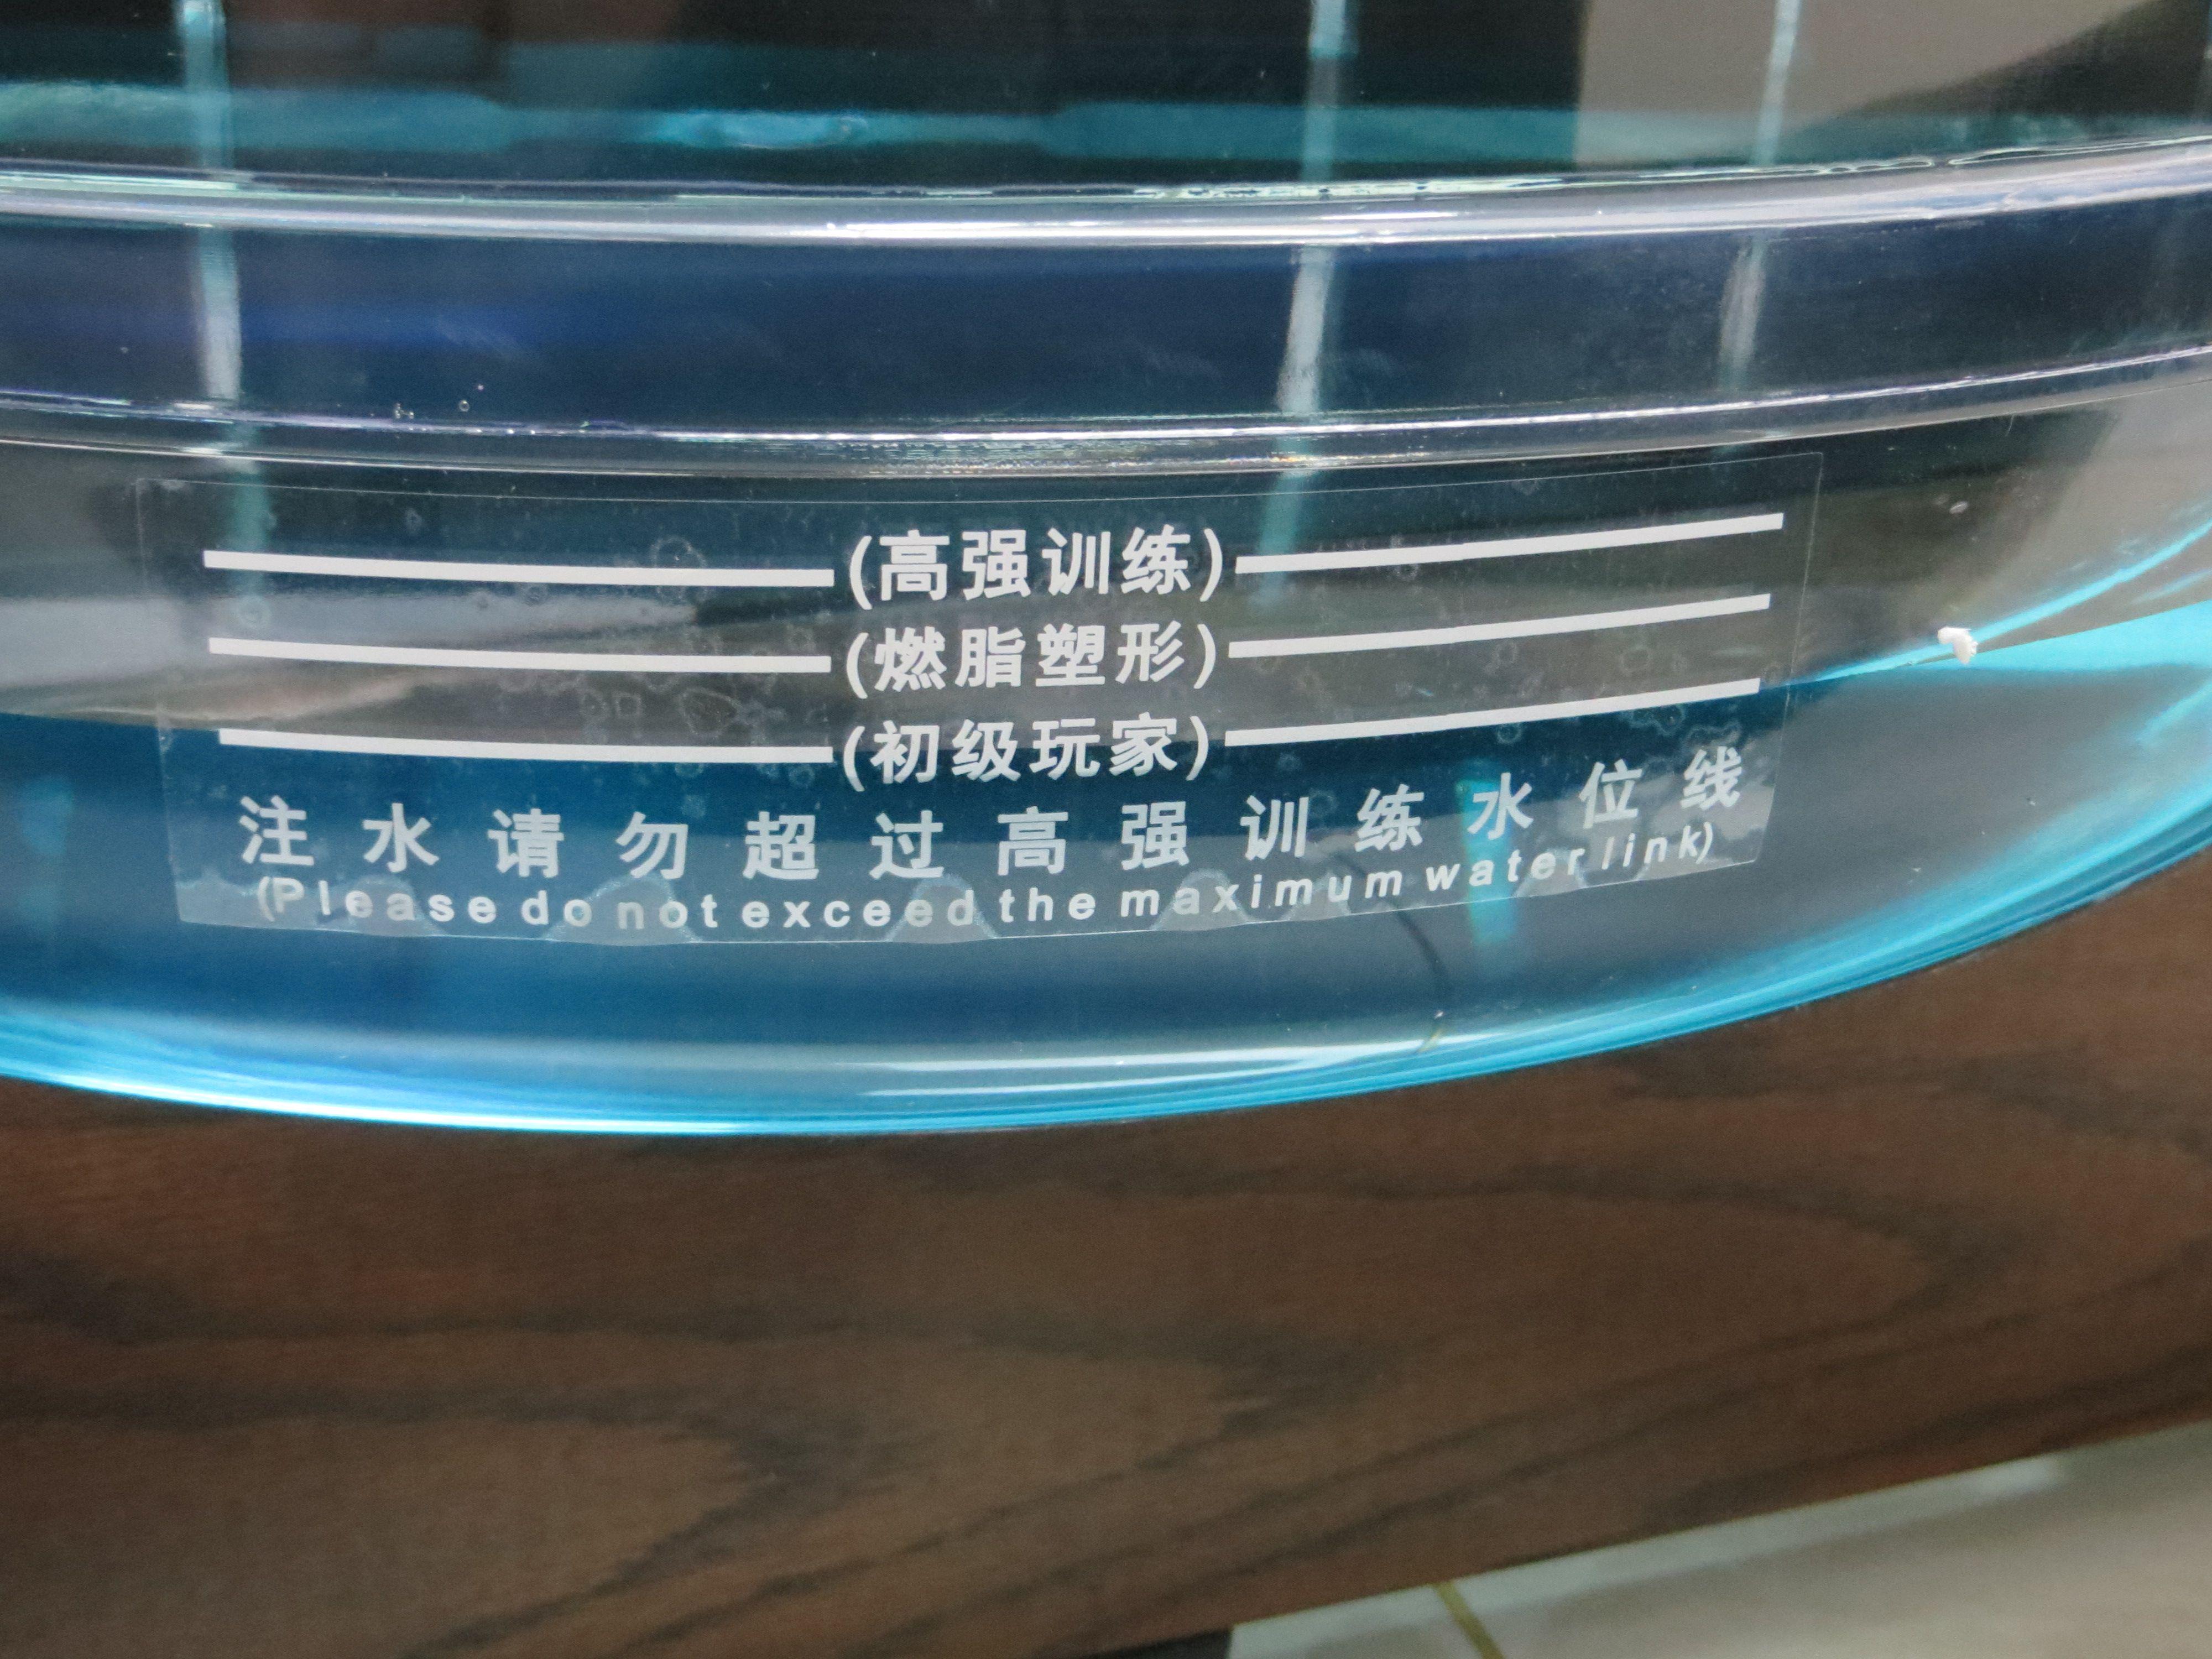 (高强训练)
(燃脂塑形)
(初级玩家)
注水请勿超过高强训练水位线
(Please do not exceed the maximum water link)